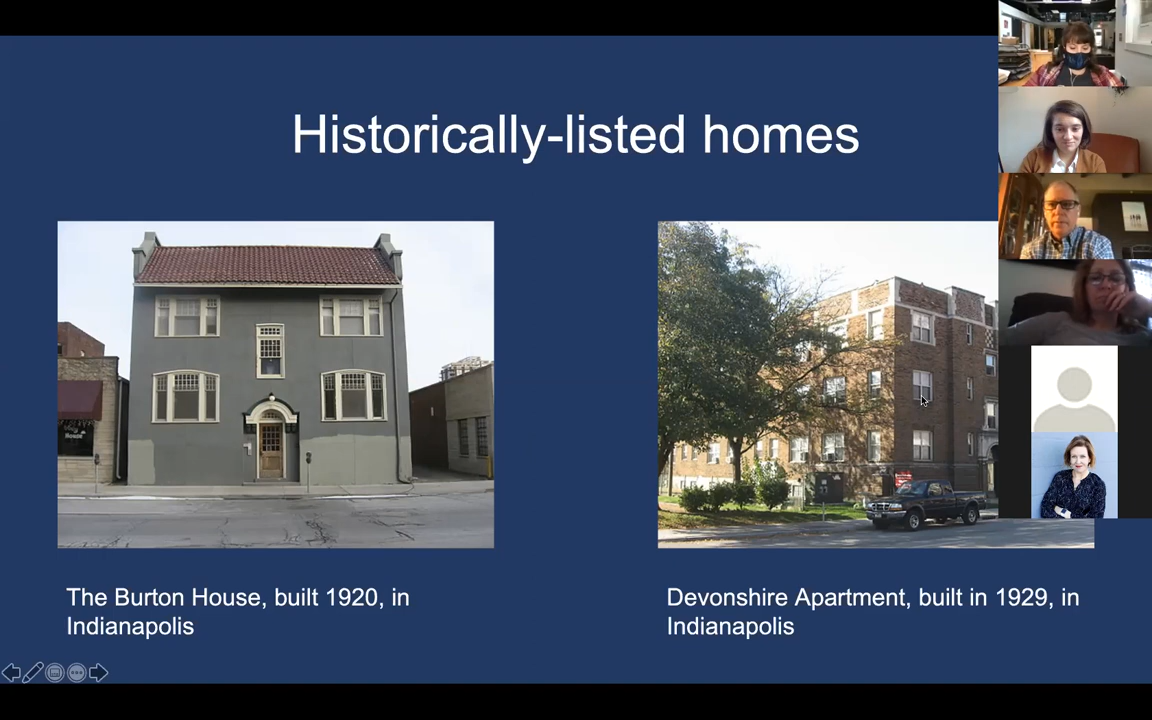 Historically-listed homes
The Burton House, built 1920, in
Indianapolis
Devonshire Apartment, built in 1929, in
Indianapolis